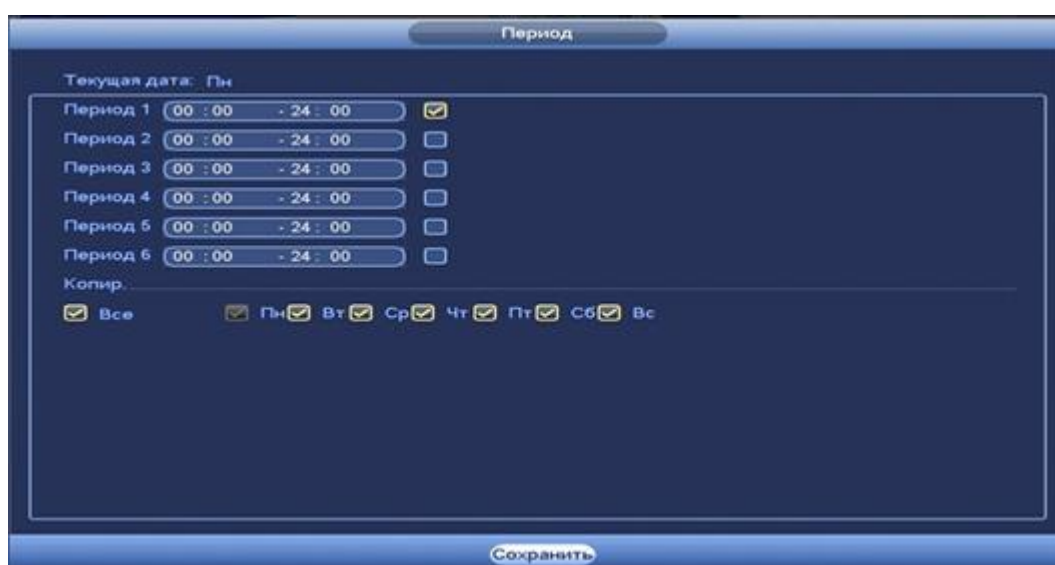 Период
Текущая дата: Пн
Период 1 00 : 00 - 24 : 00
Период 2 00 : 00 - 24 : 00
Период 3 00 : 00 - 24 : 00
Период 4 00 : 00 - 24 : 00
Период 5 00 : 00 - 24 : 00
Период 6 00 : 00 - 24 : 00
Копир.
Все Пн Вт Ср Чт Пт Сб Вс
Сохранить